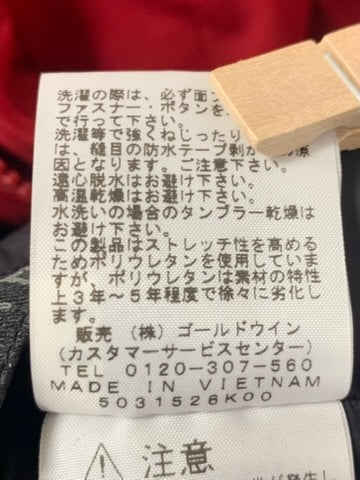 洗濯の際は、必ず面フ
ファスナー・ボタンを
で行って下さい。
洗濯等で強くねじったり
は、縫目の防水テープ剥が
因となります。ご注意下さい。
遠心脱水はお避け下さい。
高温乾燥はお避け下さい。
水洗いの場合のタンブラー乾燥は
お避け下さい。
この製品はストレッチ性を高める
ためポリウレタンを使用していま
すが、ポリウレタンは素材の特性
上3年～5年程度で徐々に劣化し
ます。
販売 (株) ゴールドウイン
(カスタマーサービスセンター)
TEL 0120-307-560
MADE IN VIETNAM
5031526K00
注意